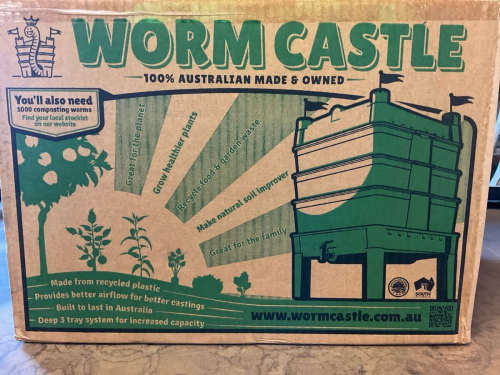 WORM CASTLE
100% AUSTRALIAN MADE & OWNED
You'll also need
1000 composting worms
Find your local stockist
on our website
Great for the planet
Grow healthier plants
Recycle food & garden waste
Make natural soil improver
Great for the family
Made from recycled plastic
Provides better airflow for better castings
Built to last in Australia
Deep 3 tray system for increased capacity
SOUTH
www.wormcastle.com.au